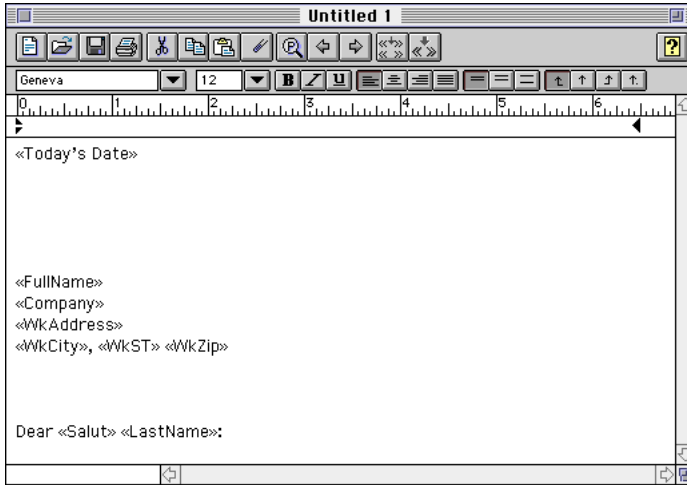 Untitled 1
Geneva 12 B I U
0 1 2 3 4 5 6
«Today's Date»
«FullName»
«Company»
«WkAddress»
«WkCity», «WkST» «WkZip»
Dear «Salut» «LastName»: